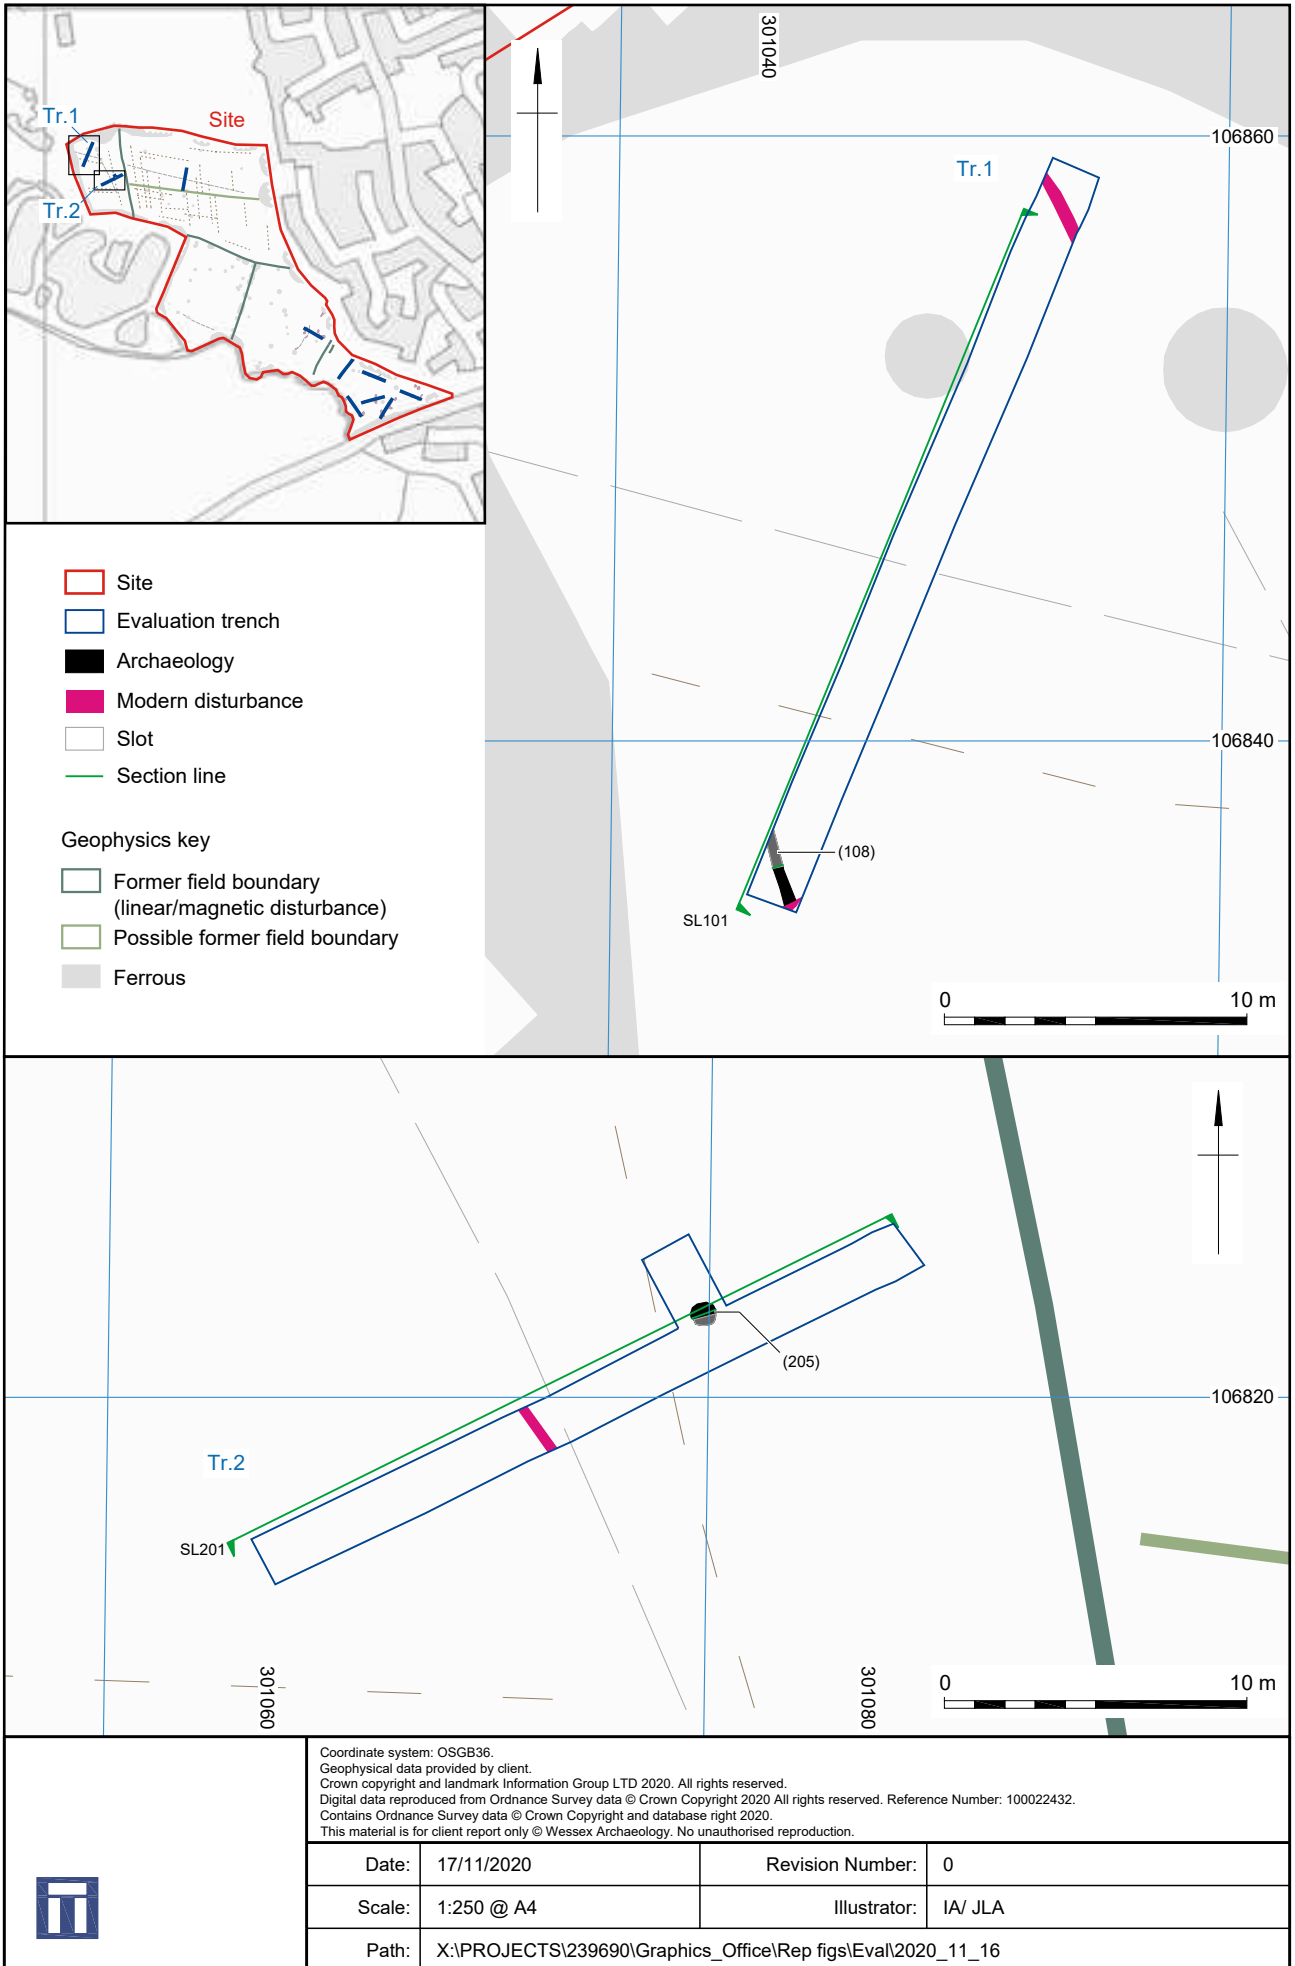 Tr.1
Site
Tr.2
Site
Evaluation trench
Archaeology
Modern disturbance
Slot
Section line
Geophysics key
Former field boundary
(linear/magnetic disturbance)
Possible former field boundary
Ferrous
301040
106860
Tr.1
106840
(108)
SL101
0 10 m
(205)
106820
Tr.2
SL201
301060
301080
0 10 m
Coordinate system: OSGB36.
Geophysical data provided by client.
Crown copyright and landmark Information Group LTD 2020. All rights reserved.
Digital data reproduced from Ordnance Survey data © Crown Copyright 2020 All rights reserved. Reference Number: 100022432.
Contains Ordnance Survey data © Crown Copyright and database right 2020.
This material is for client report only © Wessex Archaeology. No unauthorised reproduction.
Date: 17/11/2020 Revision Number: 0
Scale: 1:250 @ A4 Illustrator: IA/ JLA
Path: X:\PROJECTS\239690\Graphics_Office\Rep figs\Eval\2020_11_16